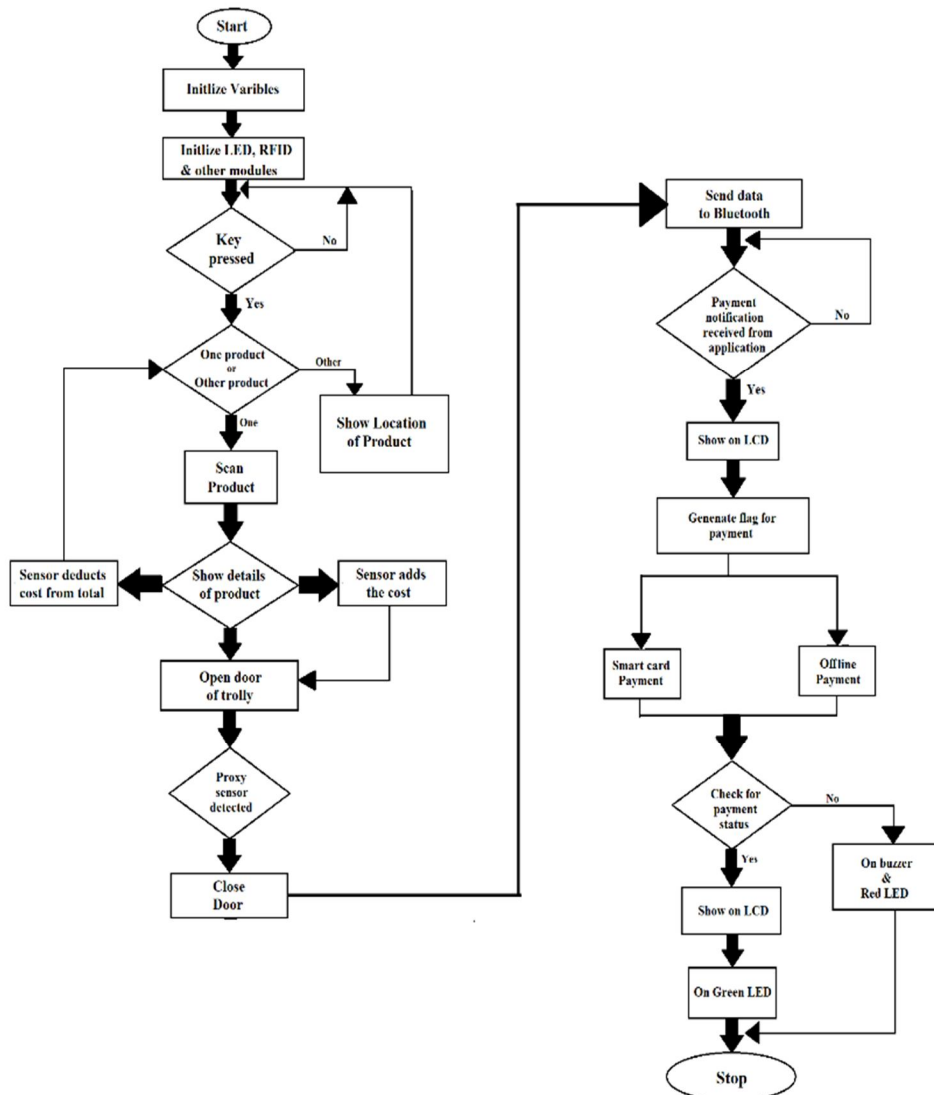 Start
Initlize Varibles
Initlize LED, RFID
& other modules
Key
pressed
No
Yes
One product
or
Other product
Other
One
Show Location
of Product
Scan
Product
Sensor deducts
cost from total
Show details
of product
Sensor adds
the cost
Open door
of trolly
Proxy
sensor
detected
Close
Door
Send data
to Bluetooth
Payment
notification
received from
application
No
Yes
Show on LCD
Genenate flag for
payment
Smart card
Payment
Offline
Payment
Check for
payment
status
No
Yes
On buzzer
&
Red LED
Show on LCD
On Green LED
Stop